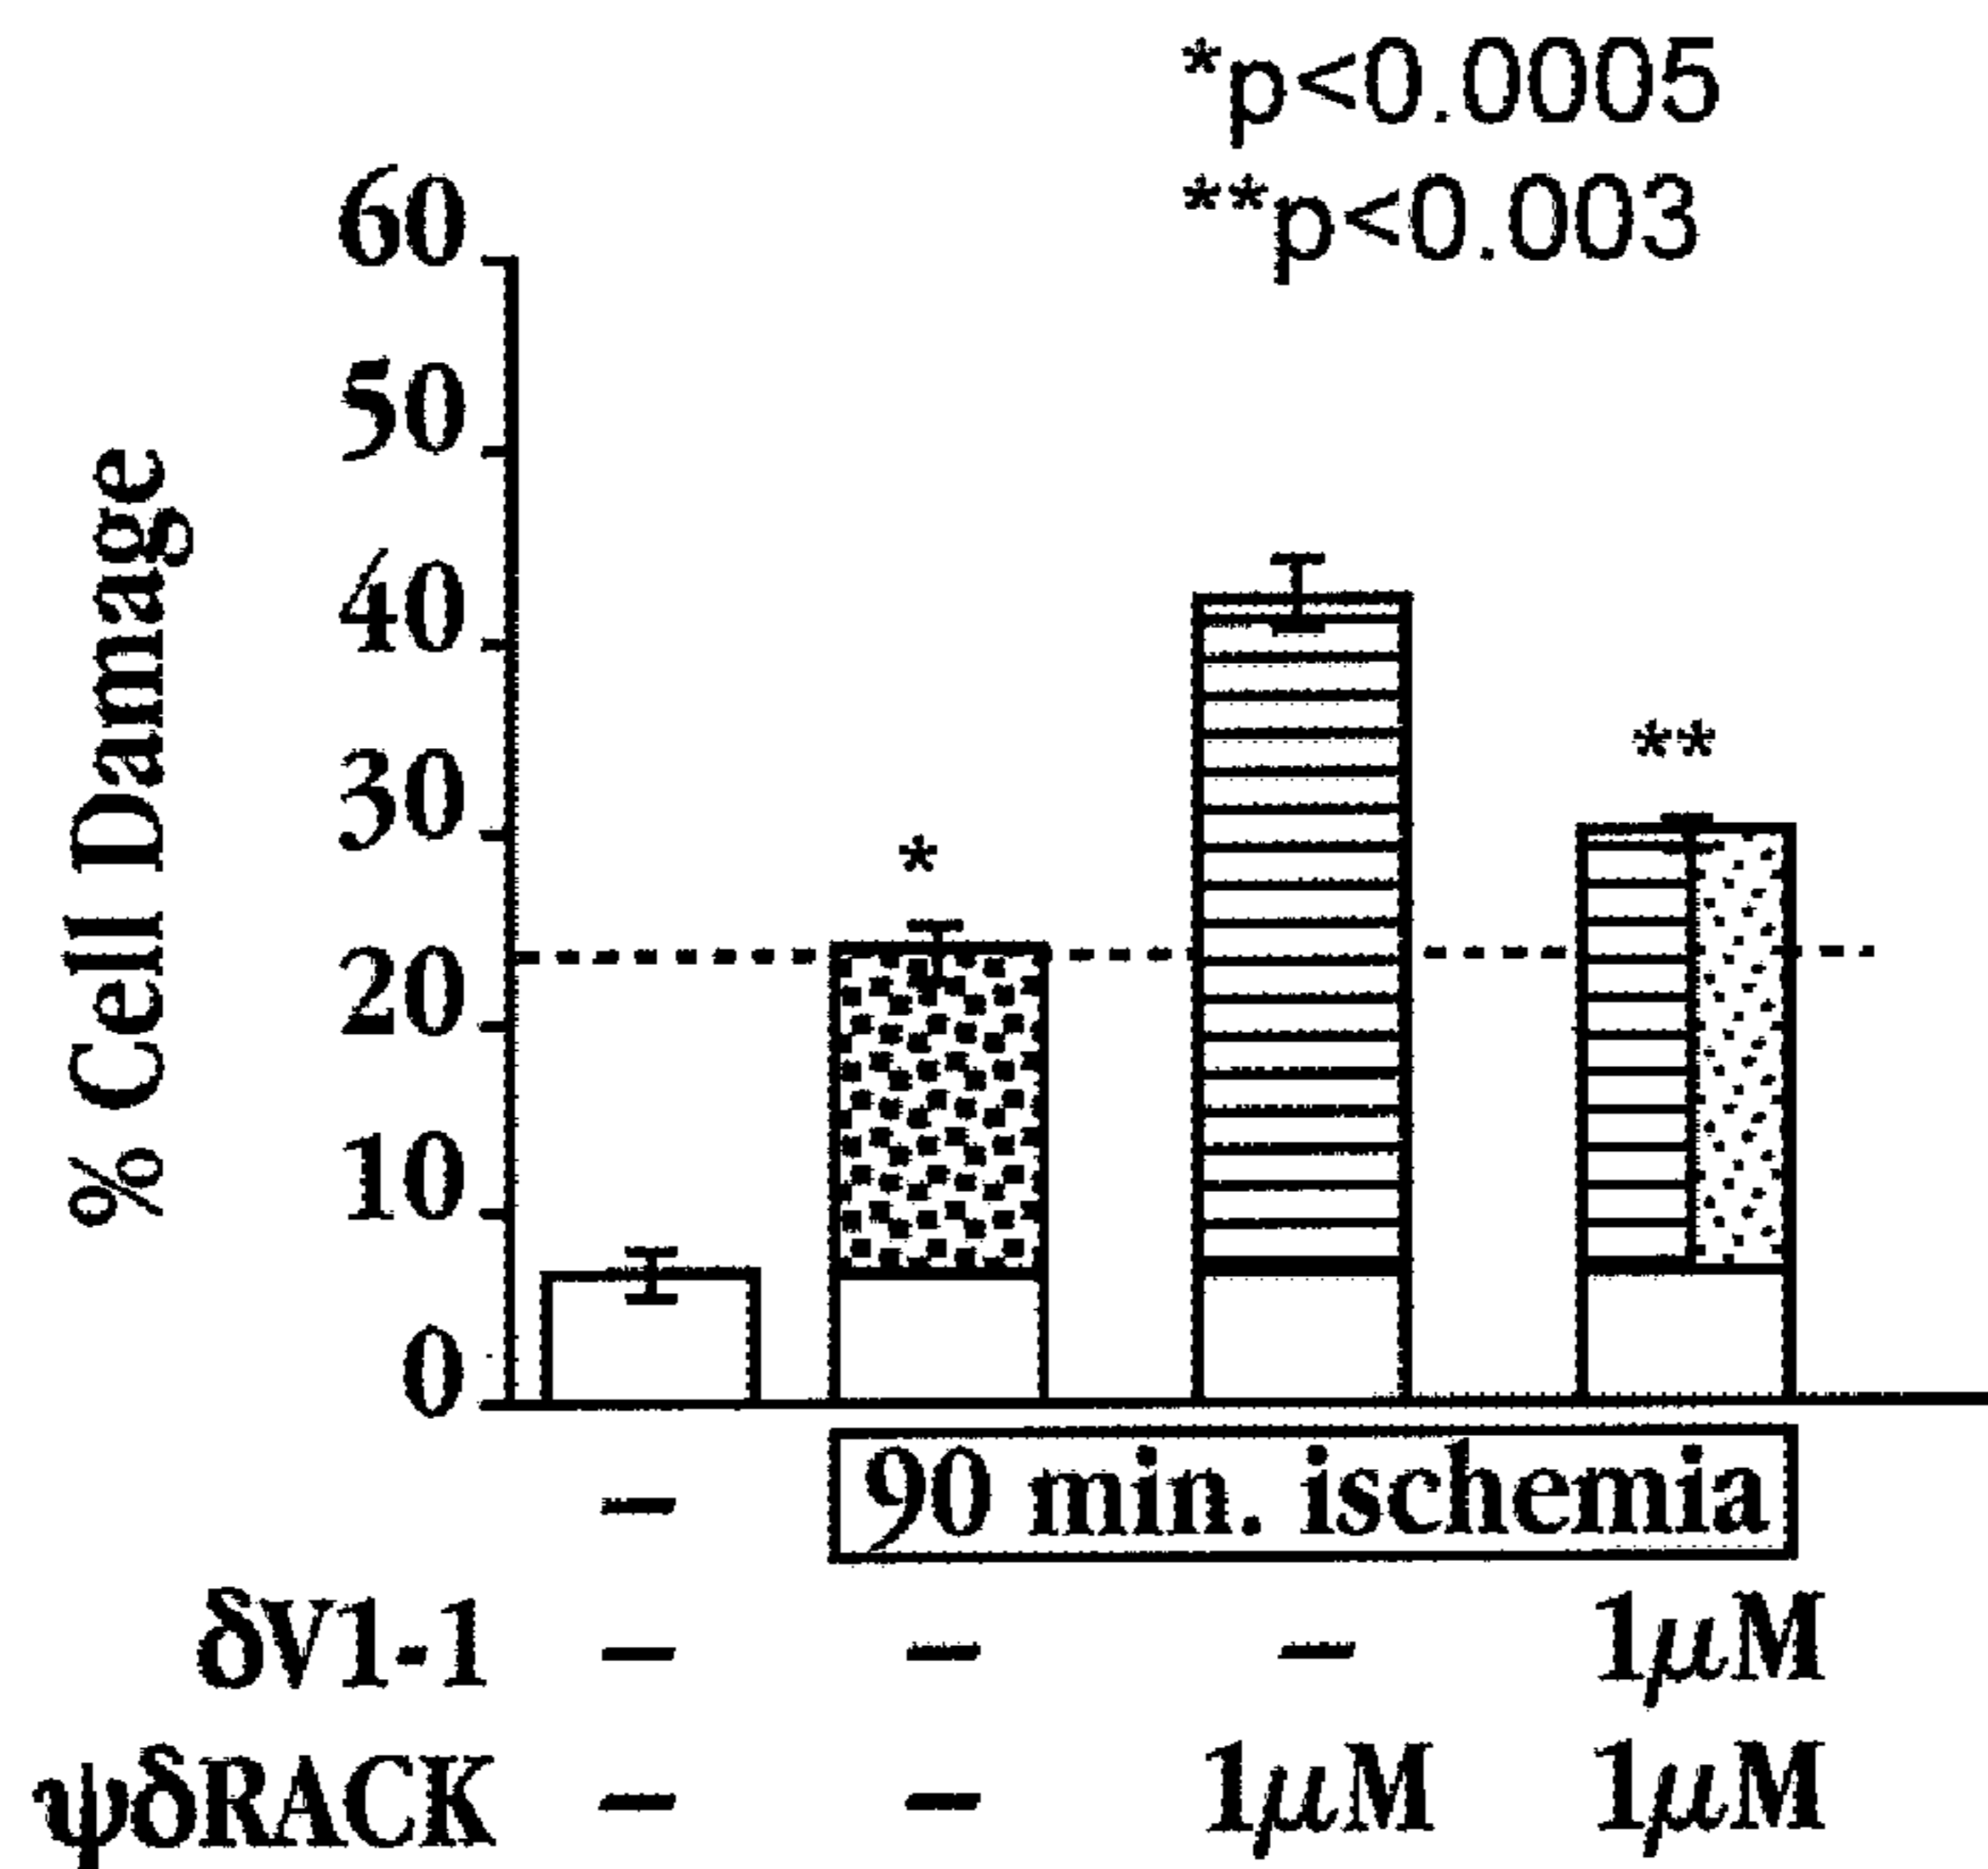 *p<0.0005
**p<0.003
60
50
40
30
20
10
0
% Cell Damage
*
**
– 90 min. ischemia
δV1-1 – – – 1μM
ψδRACK – – 1μM 1μM